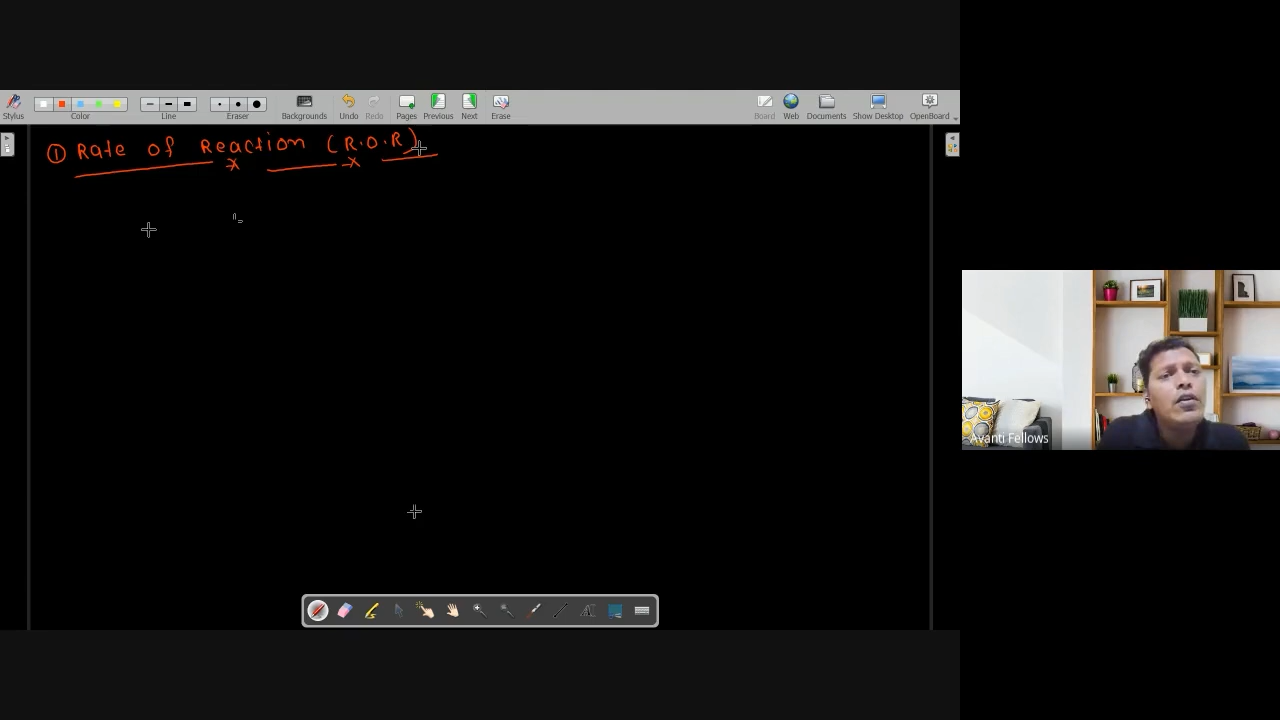 Stylus
Color
Line
Eraser
Backgrounds
Undo
Redo
Pages
Previous
Next
Erase
Board
Web
Documents
Show Desktop
OpenBoard
① Rate of Reaction (R.O.R)
Avanti Fellows